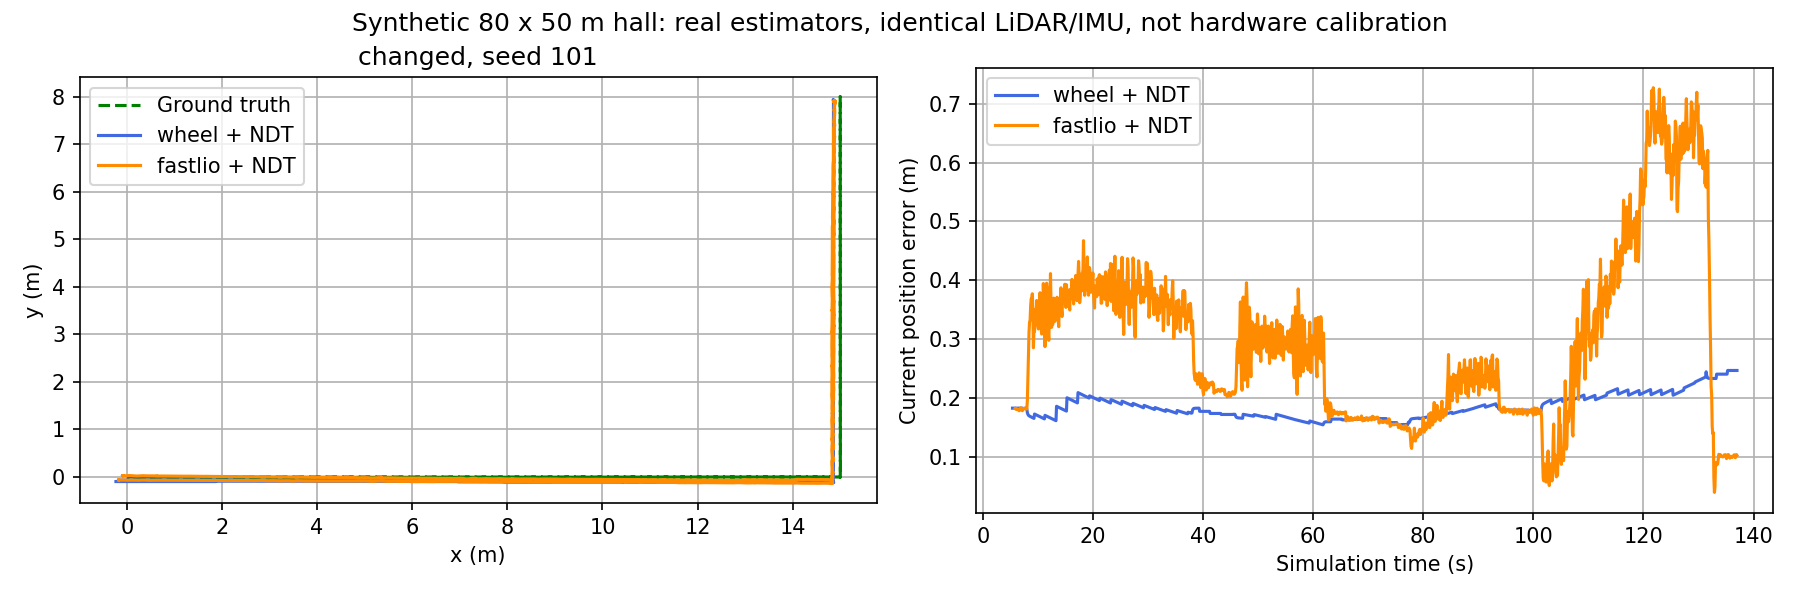 Synthetic 80 x 50 m hall: real estimators, identical LiDAR/IMU, not hardware calibration
changed, seed 101
Ground truth
wheel + NDT
fastlio + NDT
8
7
6
5
4
3
2
1
0
y (m)
0
2
4
6
8
10
12
14
x (m)
wheel + NDT
fastlio + NDT
0.7
0.6
0.5
0.4
0.3
0.2
0.1
Current position error (m)
0
20
40
60
80
100
120
140
Simulation time (s)